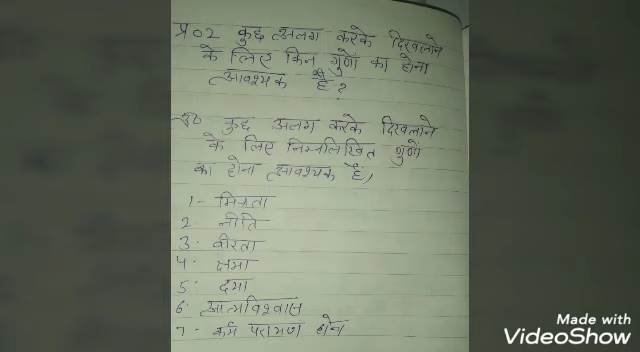 प्र०2 कुछ अलग करके दिखलाने
के लिए किन गुणों का होना
आवश्यक है?
उ० कुछ अलग करके दिखलाने
के लिए निम्नलिखित गुणों
का होना आवश्यक है,
1- मित्रता
2. नीति
3. वीरता
4. क्षमा
5. दया
6. आत्मविश्वास
7- कर्म परायण होना
Made with
VideoShow